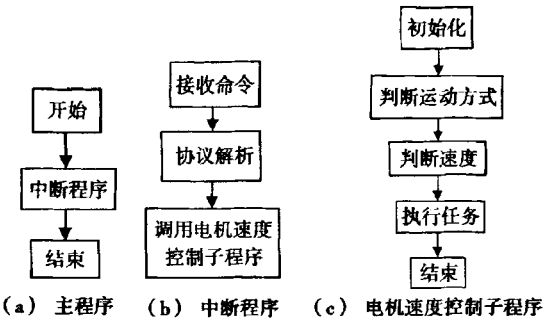 开始
中断程序
结束
(a) 主程序
接收命令
协议解析
调用电机速度
控制子程序
(b) 中断程序
初始化
判断运动方式
判断速度
执行任务
结束
(c) 电机速度控制子程序